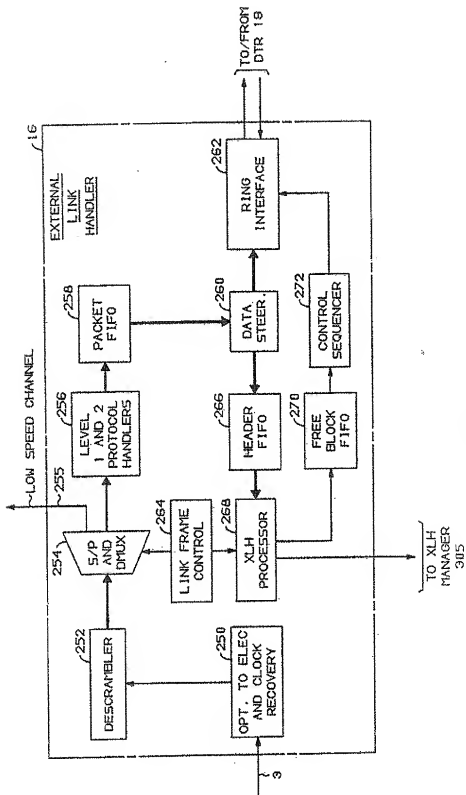 16
EXTERNAL
LINK
HANDLER
LOW SPEED CHANNEL
255
254
S/P
AND
DMUX
252
DESCRAMBLER
256
LEVEL
1 AND 2
PROTOCOL
HANDLERS
258
PACKET
FIFO
264
LINK FRAME
CONTROL
260
DATA
STEER.
262
RING
INTERFACE
TO/FROM
DTR 18
250
OPT. TO ELEC
AND CLOCK
RECOVERY
3
268
XLH
PROCESSOR
266
HEADER
FIFO
270
FREE
BLOCK
FIFO
272
CONTROL
SEQUENCER
TO XLH
MANAGER
305